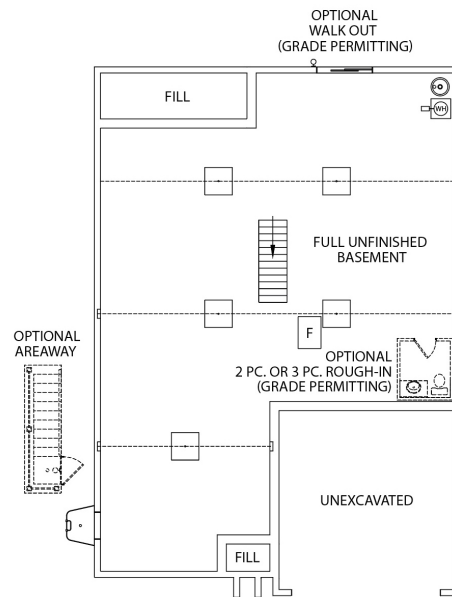 OPTIONAL
WALK OUT
(GRADE PERMITTING)
FILL
WH
FULL UNFINISHED
BASEMENT
F
OPTIONAL
AREAWAY
OPTIONAL
2 PC. OR 3 PC. ROUGH-IN
(GRADE PERMITTING)
UNEXCAVATED
FILL